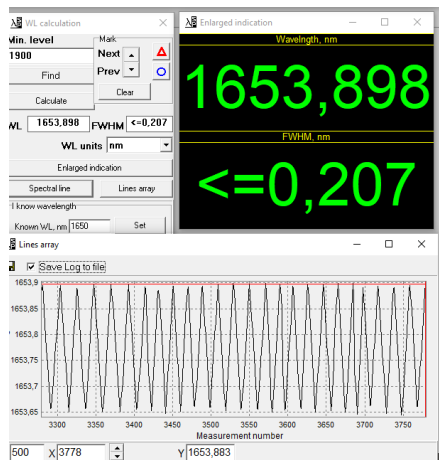 WL calculation
Min. level
1900
Find
Calculate
Mark
Next
Prev
Clear
WL 1653,898 FWHM <=0,207
WL units nm
Enlarged indication
Spectral line Lines array
I know wavelength
Known WL, nm 1650 Set
Enlarged indication
Wavelength, nm
1653,898
FWHM, nm
<=0,207
Lines array
Save Log to file
1653,9
1653,85
1653,8
1653,75
1653,7
1653,65
3300 3350 3400 3450 3500 3550 3600 3650 3700 3750
Measurement number
500 X 3778 Y 1653,883